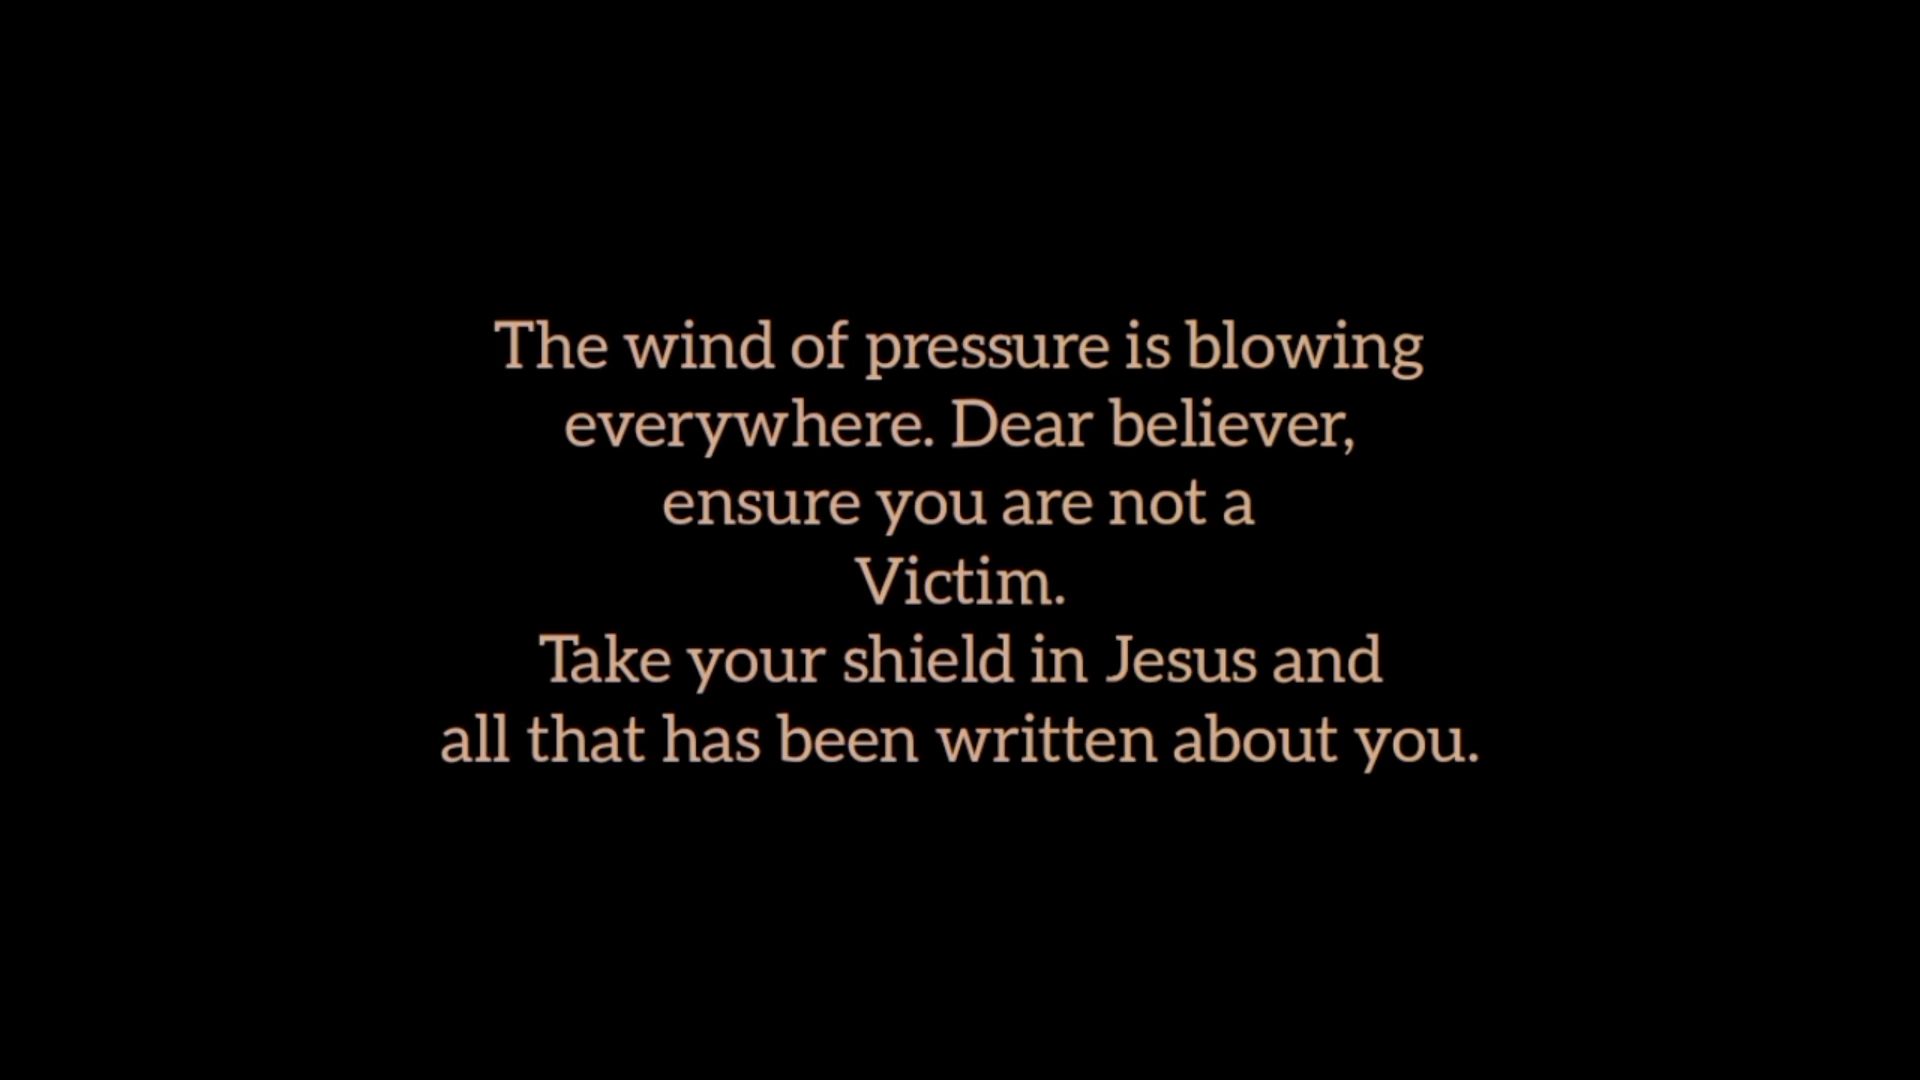 The wind of pressure is blowing
everywhere. Dear believer,
ensure you are not a
Victim.
Take your shield in Jesus and
all that has been written about you.